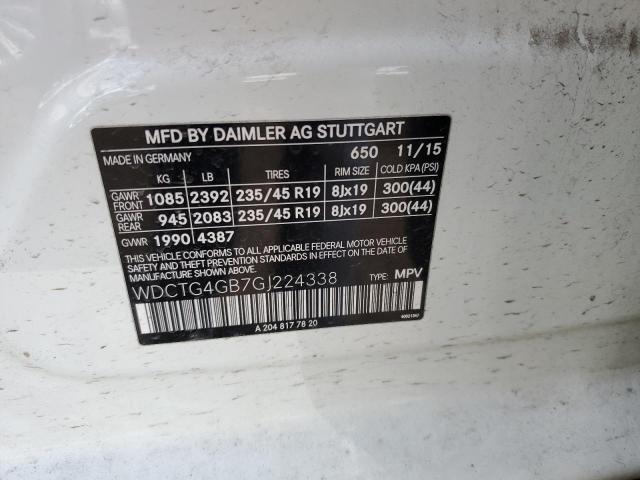 MFD BY DAIMLER AG STUTTGART
MADE IN GERMANY 650 11/15
KG LB TIRES RIM SIZE COLD KPA (PSI)
GAWR FRONT 1085 2392 235/45 R19 8Jx19 300(44)
GAWR REAR 945 2083 235/45 R19 8Jx19 300(44)
GVWR 1990 4387
THIS VEHICLE CONFORMS TO ALL APPLICABLE FEDERAL MOTOR VEHICLE
SAFETY, BUMPER, AND THEFT PREVENTION STANDARDS IN EFFECT ON THE
DATE OF MANUFACTURE SHOWN ABOVE.
WDCTG4GB7GJ224338 TYPE: MPV
A 204 817 78 20